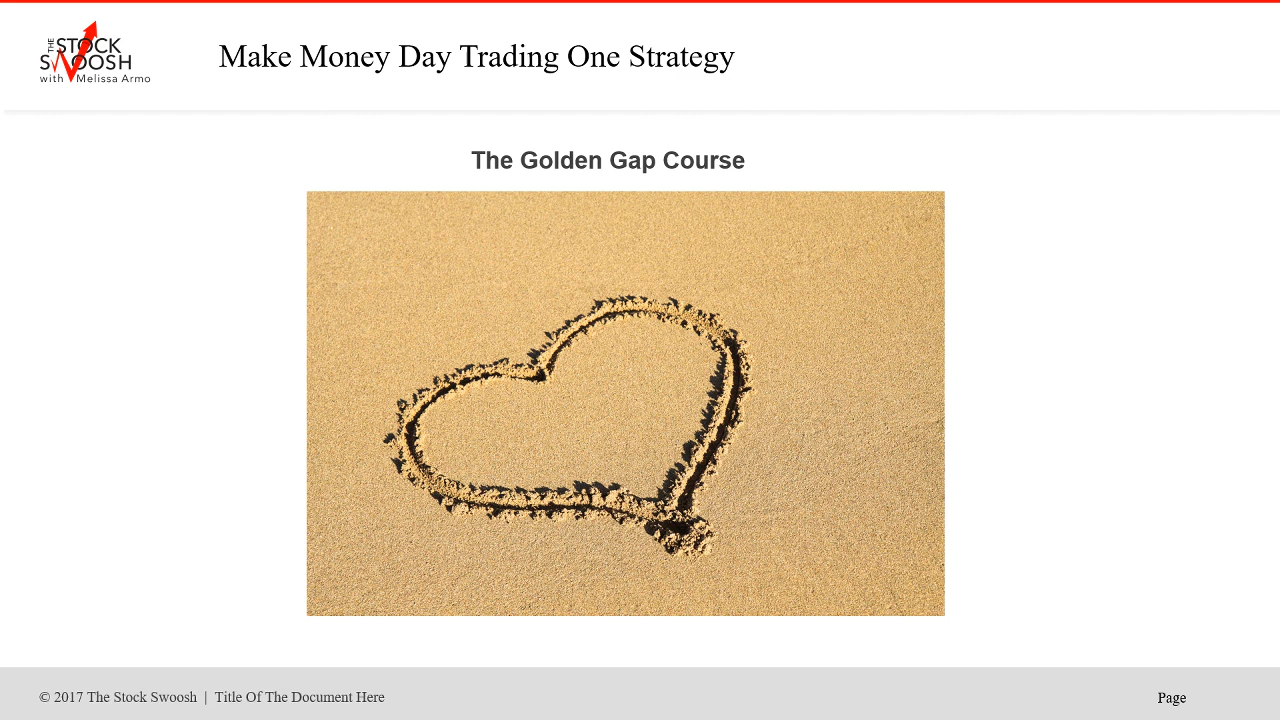 THE STOCK
SWOOSH
with Melissa Armo
Make Money Day Trading One Strategy
The Golden Gap Course
© 2017 The Stock Swoosh | Title Of The Document Here
Page